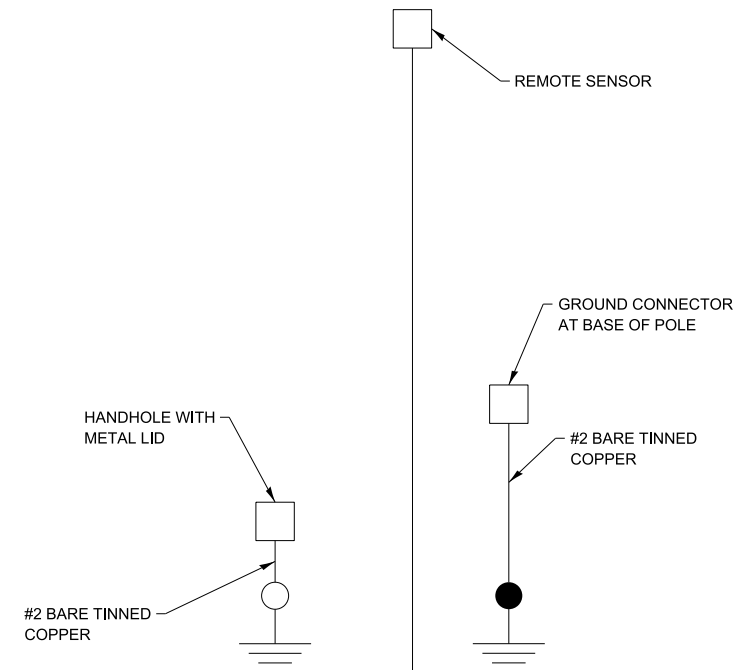 REMOTE SENSOR
GROUND CONNECTOR
AT BASE OF POLE
HANDHOLE WITH
METAL LID
#2 BARE TINNED
COPPER
#2 BARE TINNED
COPPER